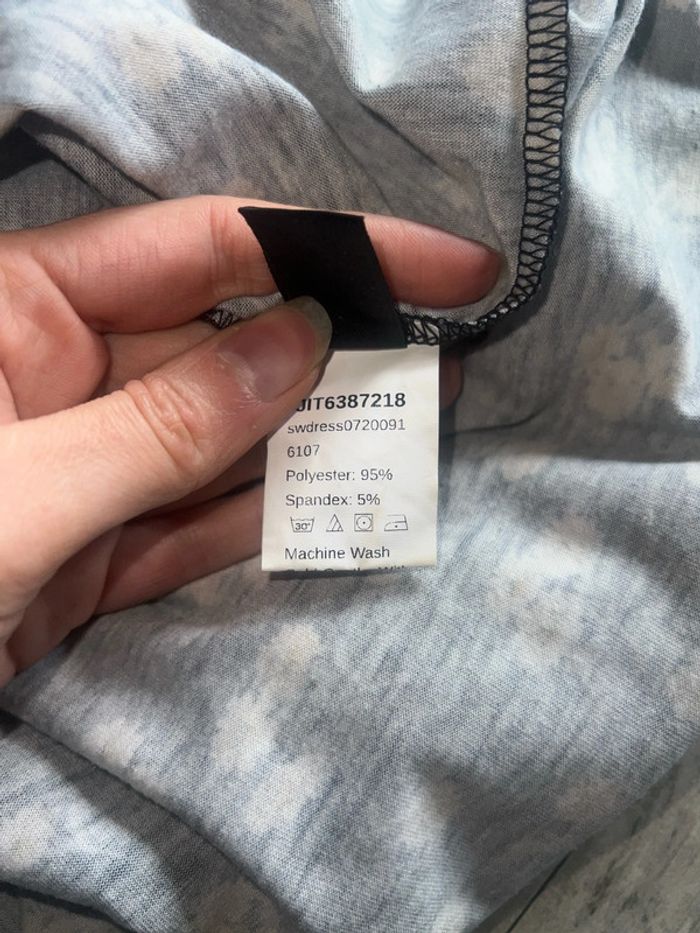 JIT6387218
swdress0720091
6107
Polyester: 95%
Spandex: 5%
30°
Machine Wash